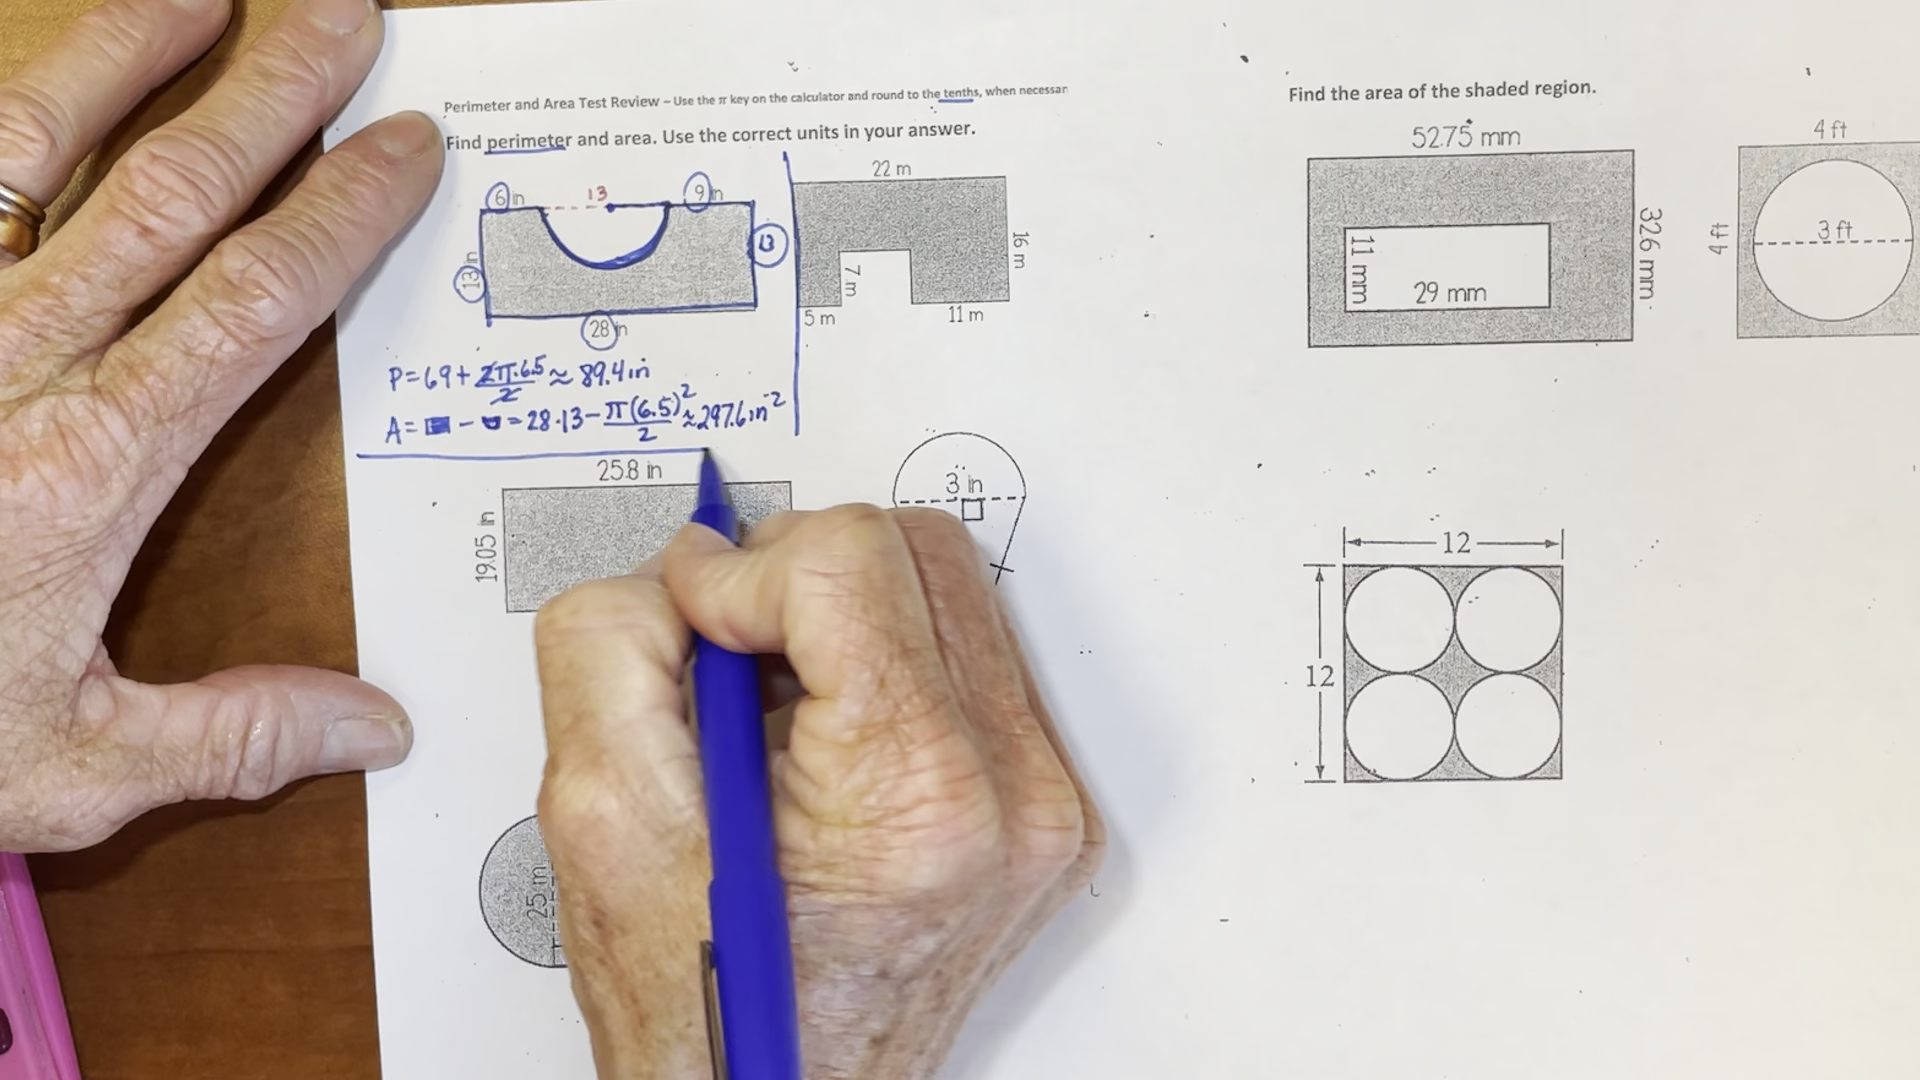 Perimeter and Area Test Review – Use the π key on the calculator and round to the tenths, when necessar
Find perimeter and area. Use the correct units in your answer.
6 in
13
9 in
13 in
13
28 in
P=69+ 2π·6.5/2 ≈ 89.4in
A= - = 28·13 - π(6.5)²/2 ≈ 297.6in²
22 m
16 m
7 m
5 m
11 m
25.8 in
19.05 in
3 in
25 m
Find the area of the shaded region.
52.75 mm
11 mm
29 mm
32.6 mm
4 ft
4 ft
3 ft
12
12